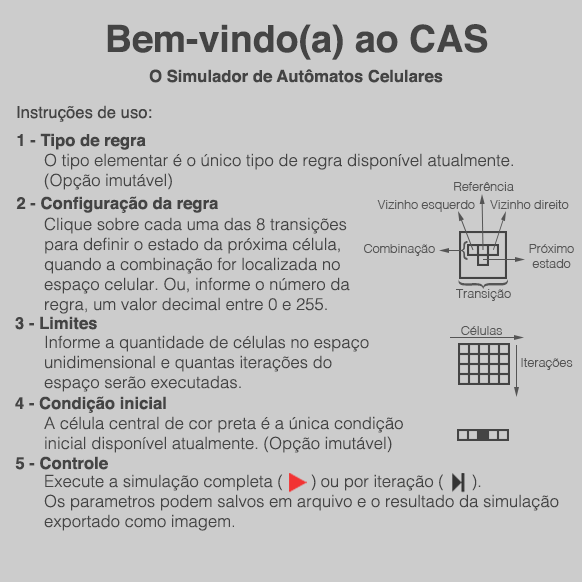 Bem-vindo(a) ao CAS
O Simulador de Autômatos Celulares
Instruções de uso:
1 - Tipo de regra
O tipo elementar é o único tipo de regra disponível atualmente.
(Opção imutável)
2 - Configuração da regra
Clique sobre cada uma das 8 transições
para definir o estado da próxima célula,
quando a combinação for localizada no
espaço celular. Ou, informe o número da
regra, um valor decimal entre 0 e 255.
Referência
Vizinho esquerdo
Vizinho direito
Combinação
Próximo
estado
Transição
3 - Limites
Informe a quantidade de células no espaço
unidimensional e quantas iterações do
espaço serão executadas.
Células
Iterações
4 - Condição inicial
A célula central de cor preta é a única condição
inicial disponível atualmente. (Opção imutável)
5 - Controle
Execute a simulação completa ( ) ou por iteração ( ).
Os parametros podem salvos em arquivo e o resultado da simulação
exportado como imagem.